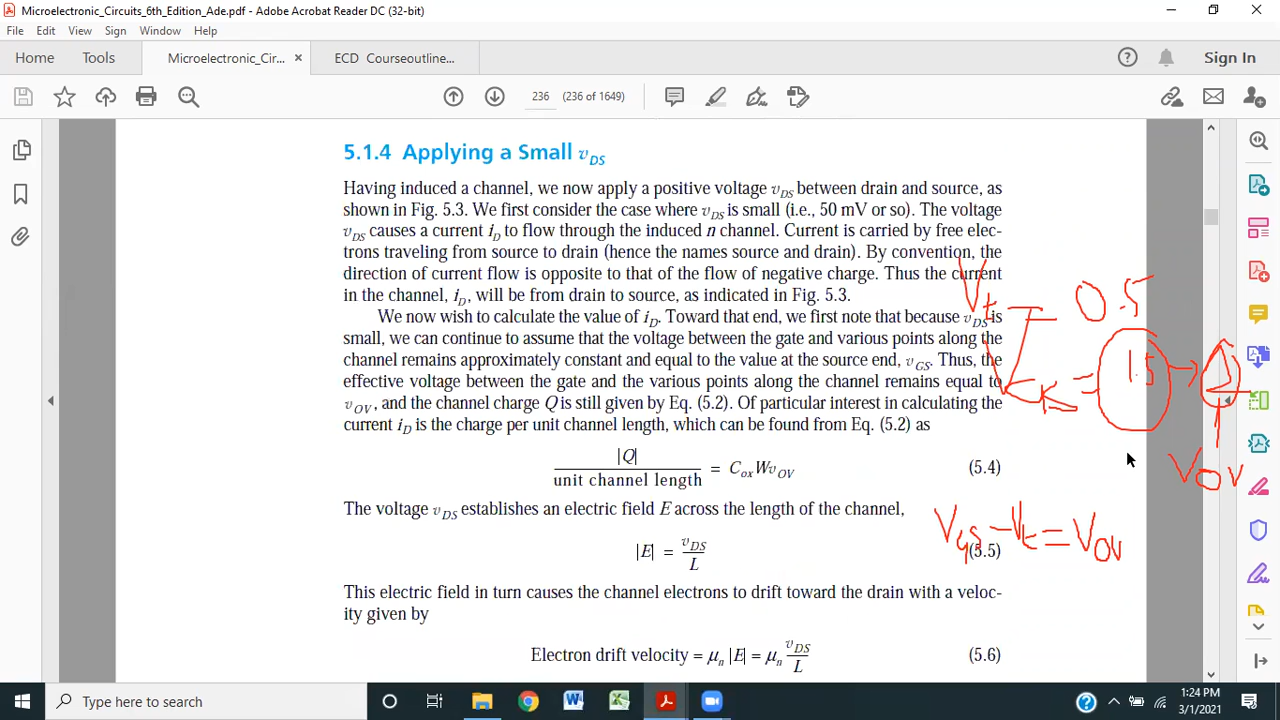 Microelectronic_Circuits_6th_Edition_Ade.pdf - Adobe Acrobat Reader DC (32-bit)
File Edit View Sign Window Help
Home Tools Microelectronic_Cir... × ECD Courseoutline... Sign In
236 (236 of 1649)
5.1.4 Applying a Small vDS
Having induced a channel, we now apply a positive voltage vDS between drain and source, as
shown in Fig. 5.3. We first consider the case where vDS is small (i.e., 50 mV or so). The voltage
vDS causes a current iD to flow through the induced n channel. Current is carried by free elec-
trons traveling from source to drain (hence the names source and drain). By convention, the
direction of current flow is opposite to that of the flow of negative charge. Thus the current
in the channel, iD, will be from drain to source, as indicated in Fig. 5.3.
We now wish to calculate the value of iD. Toward that end, we first note that because vDS is
small, we can continue to assume that the voltage between the gate and various points along the
channel remains approximately constant and equal to the value at the source end, vGS. Thus, the
effective voltage between the gate and the various points along the channel remains equal to
vOV, and the channel charge Q is still given by Eq. (5.2). Of particular interest in calculating the
current iD is the charge per unit channel length, which can be found from Eq. (5.2) as
|Q| / unit channel length = Cox W vOV (5.4)
The voltage vDS establishes an electric field E across the length of the channel,
|E| = vDS / L (5.5)
This electric field in turn causes the channel electrons to drift toward the drain with a veloc-
ity given by
Electron drift velocity = μn |E| = μn vDS / L (5.6)
Vt = 0.5
= 1.5 →
VOV
VGS - Vt = VOV
Type here to search
1:24 PM
3/1/2021